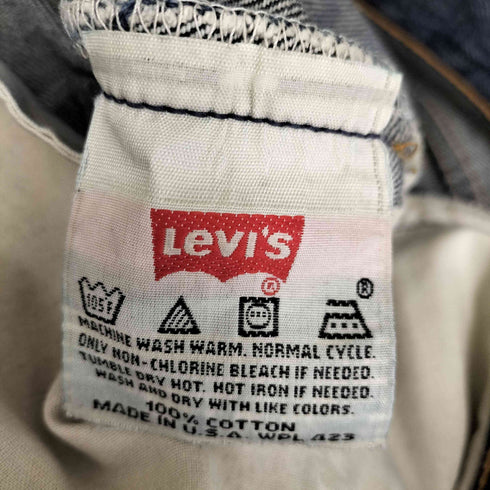 Levi's
®
105F
®
MACHINE WASH WARM. NORMAL CYCLE.
ONLY NON-CHLORINE BLEACH IF NEEDED.
TUMBLE DRY HOT. HOT IRON IF NEEDED.
WASH AND DRY WITH LIKE COLORS.
100% COTTON
MADE IN U.S.A. WPL 423